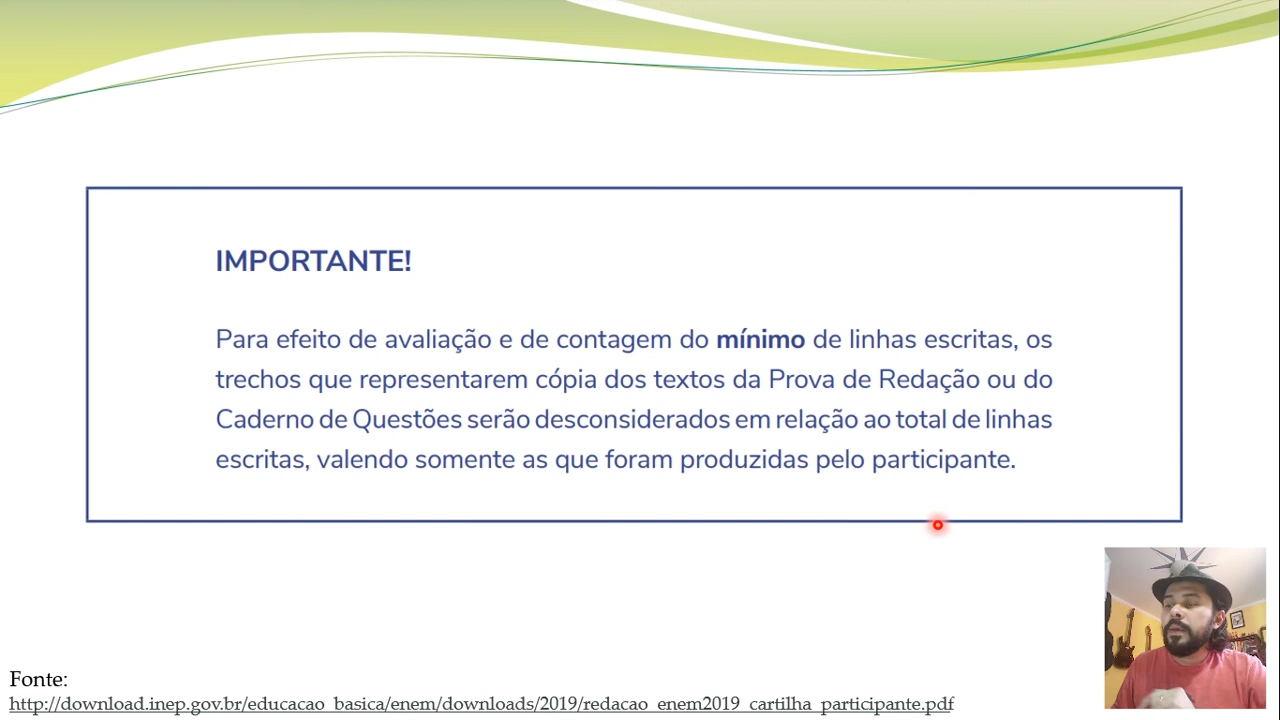 IMPORTANTE!
Para efeito de avaliação e de contagem do mínimo de linhas escritas, os
trechos que representarem cópia dos textos da Prova de Redação ou do
Caderno de Questões serão desconsiderados em relação ao total de linhas
escritas, valendo somente as que foram produzidas pelo participante.
Fonte:
http://download.inep.gov.br/educacao_basica/enem/downloads/2019/redacao_enem2019_cartilha_participante.pdf